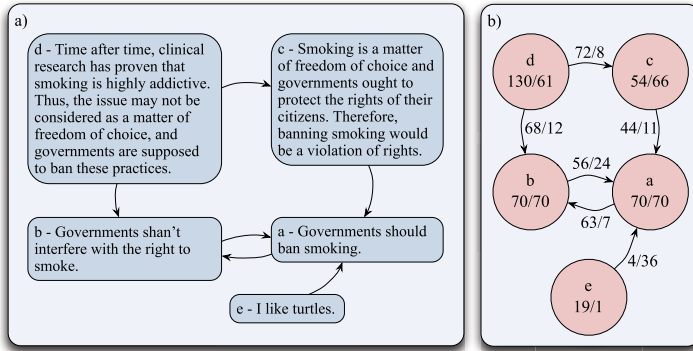 a)
d - Time after time, clinical
research has proven that
smoking is highly addictive.
Thus, the issue may not be
considered as a matter of
freedom of choice, and
governments are supposed
to ban these practices.
c - Smoking is a matter
of freedom of choice and
governments ought to
protect the rights of their
citizens. Therefore,
banning smoking would
be a violation of rights.
b - Governments shan't
interfere with the right to
smoke.
a - Governments should
ban smoking.
e - I like turtles.
b)
d
130/61
72/8
c
54/66
68/12
44/11
b
70/70
56/24
63/7
a
70/70
4/36
e
19/1